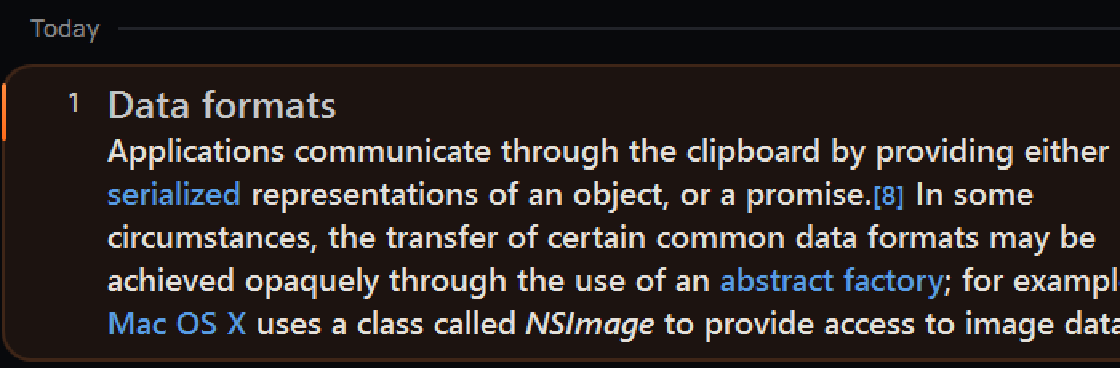 Today
1 Data formats
Applications communicate through the clipboard by providing either
serialized representations of an object, or a promise.[8] In some
circumstances, the transfer of certain common data formats may be
achieved opaquely through the use of an abstract factory; for exampl
Mac OS X uses a class called NSImage to provide access to image data